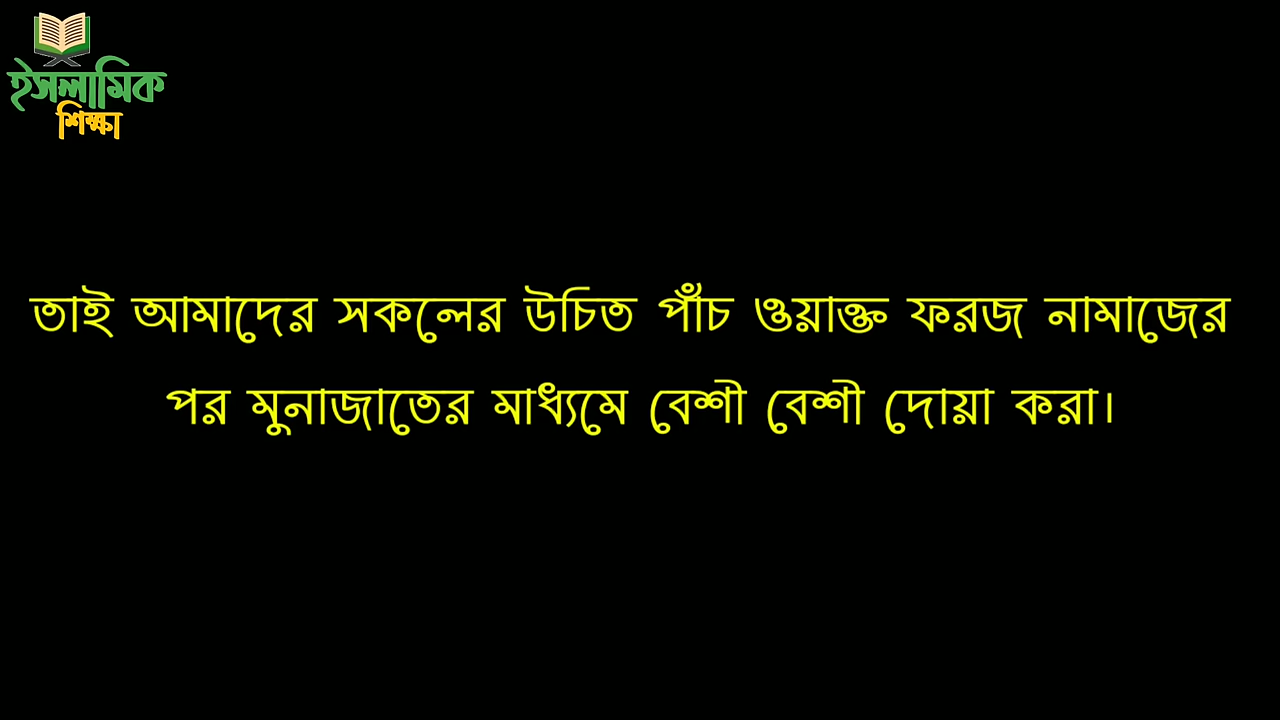 ইসলামিক
শিক্ষা
তাই আমাদের সকলের উচিত পাঁচ ওয়াক্ত ফরজ নামাজের
পর মুনাজাতের মাধ্যমে বেশী বেশী দোয়া করা।